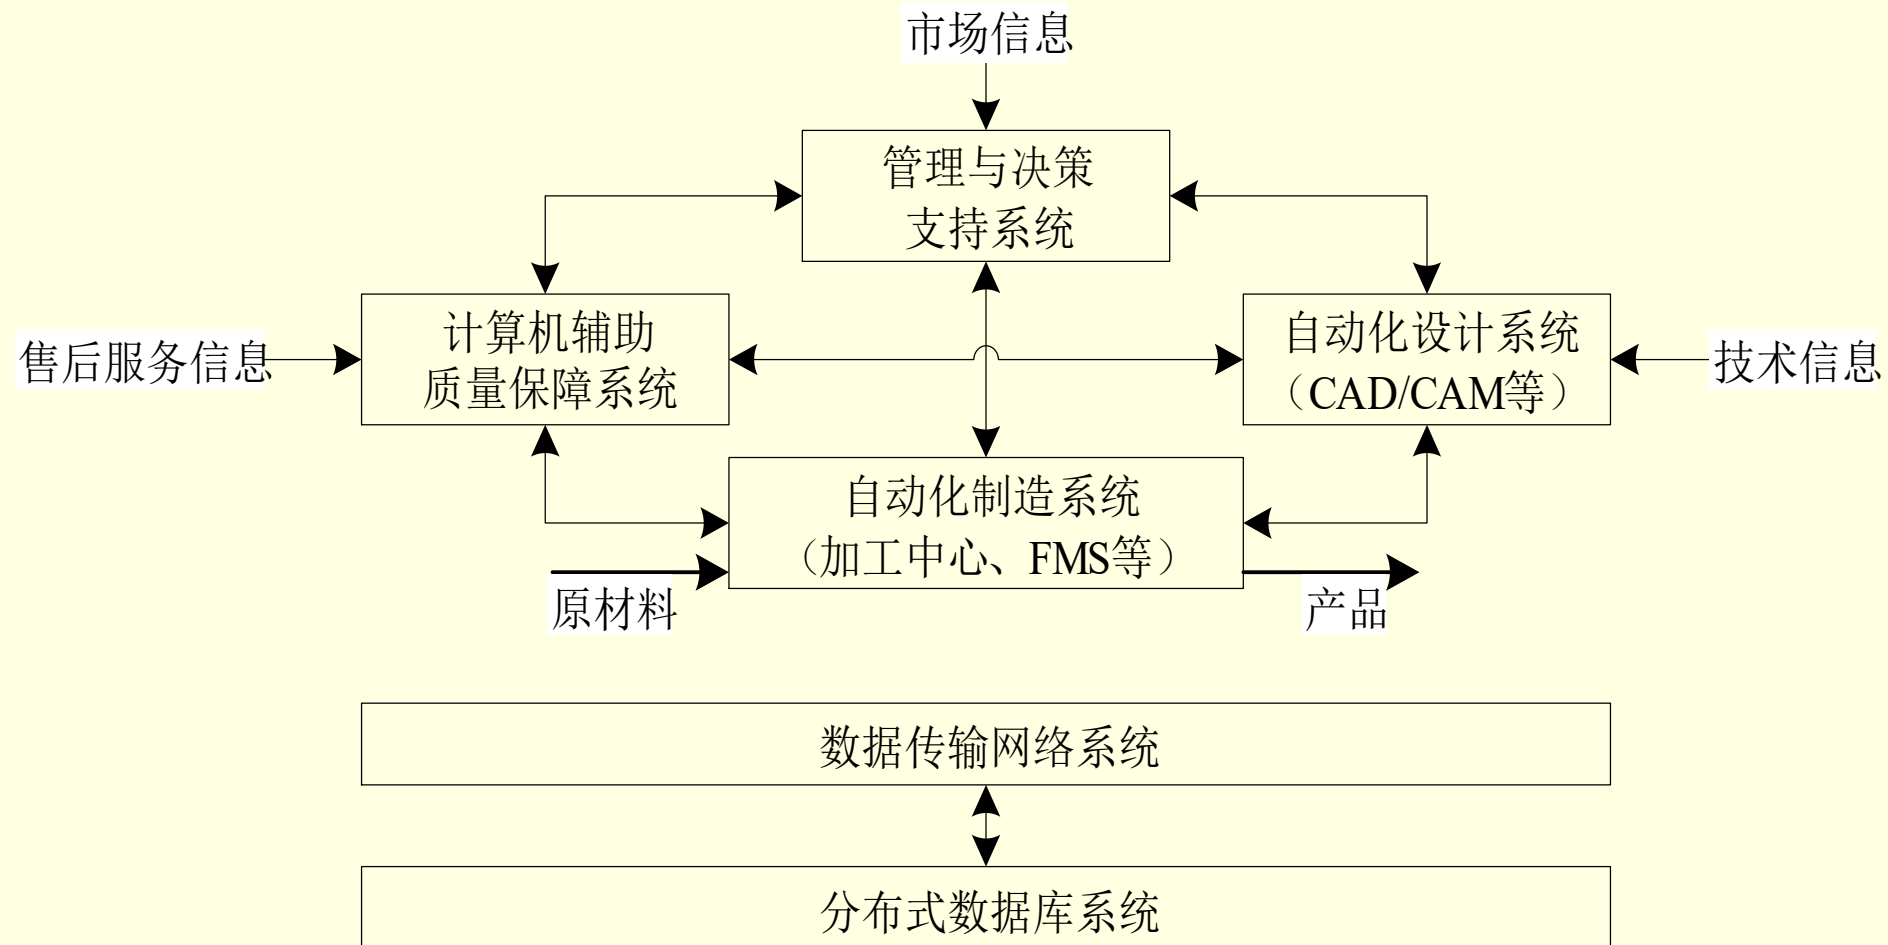 市场信息
管理与决策
支持系统
计算机辅助
质量保障系统
自动化设计系统
（CAD/CAM等）
售后服务信息
技术信息
自动化制造系统
（加工中心、FMS等）
原材料
产品
数据传输网络系统
分布式数据库系统